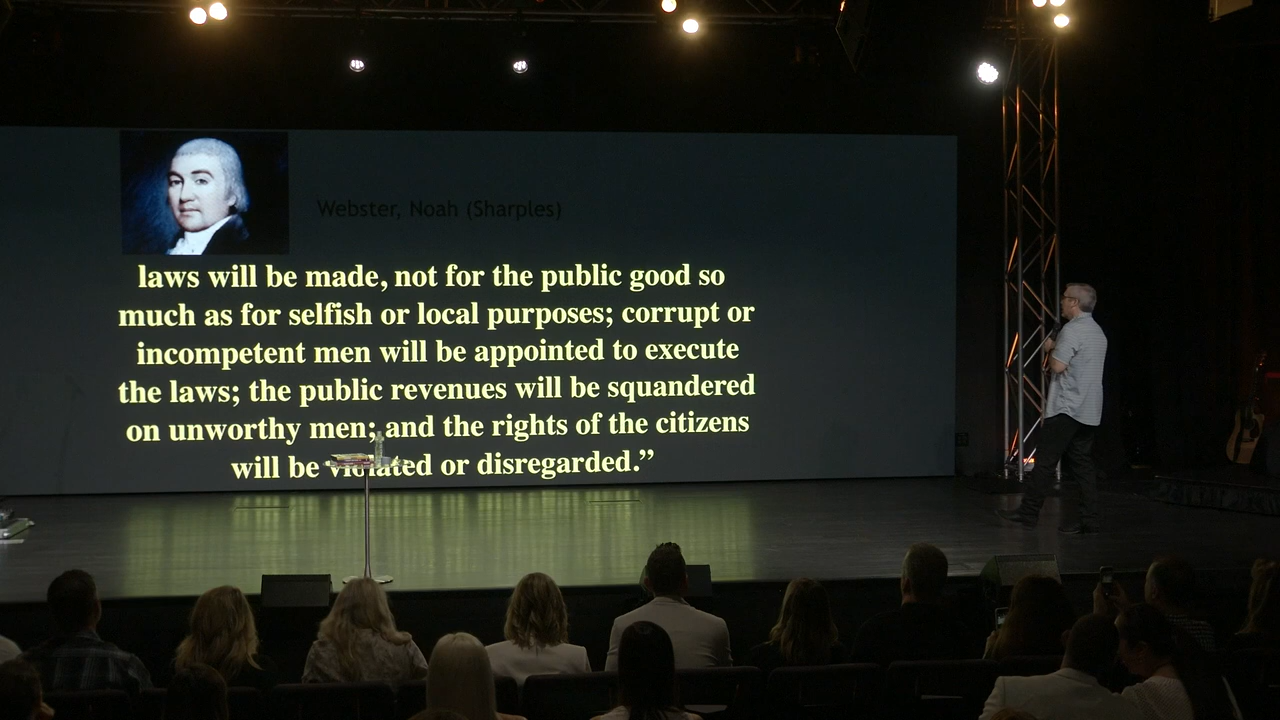 Webster, Noah (Sharples)
laws will be made, not for the public good so
much as for selfish or local purposes; corrupt or
incompetent men will be appointed to execute
the laws; the public revenues will be squandered
on unworthy men; and the rights of the citizens
will be violated or disregarded.”